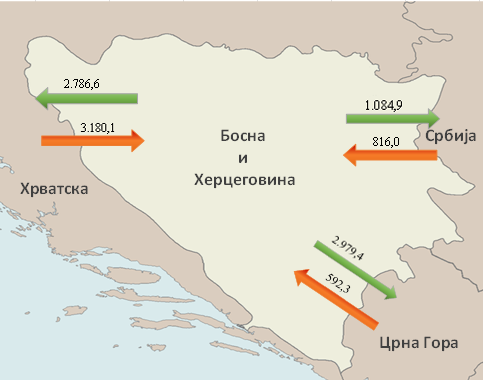 2.786,6
1.084,9
3.180,1
Босна
и
Херцеговина
816,0
Србија
Хрватска
2.979,4
592,3
Црна Гора